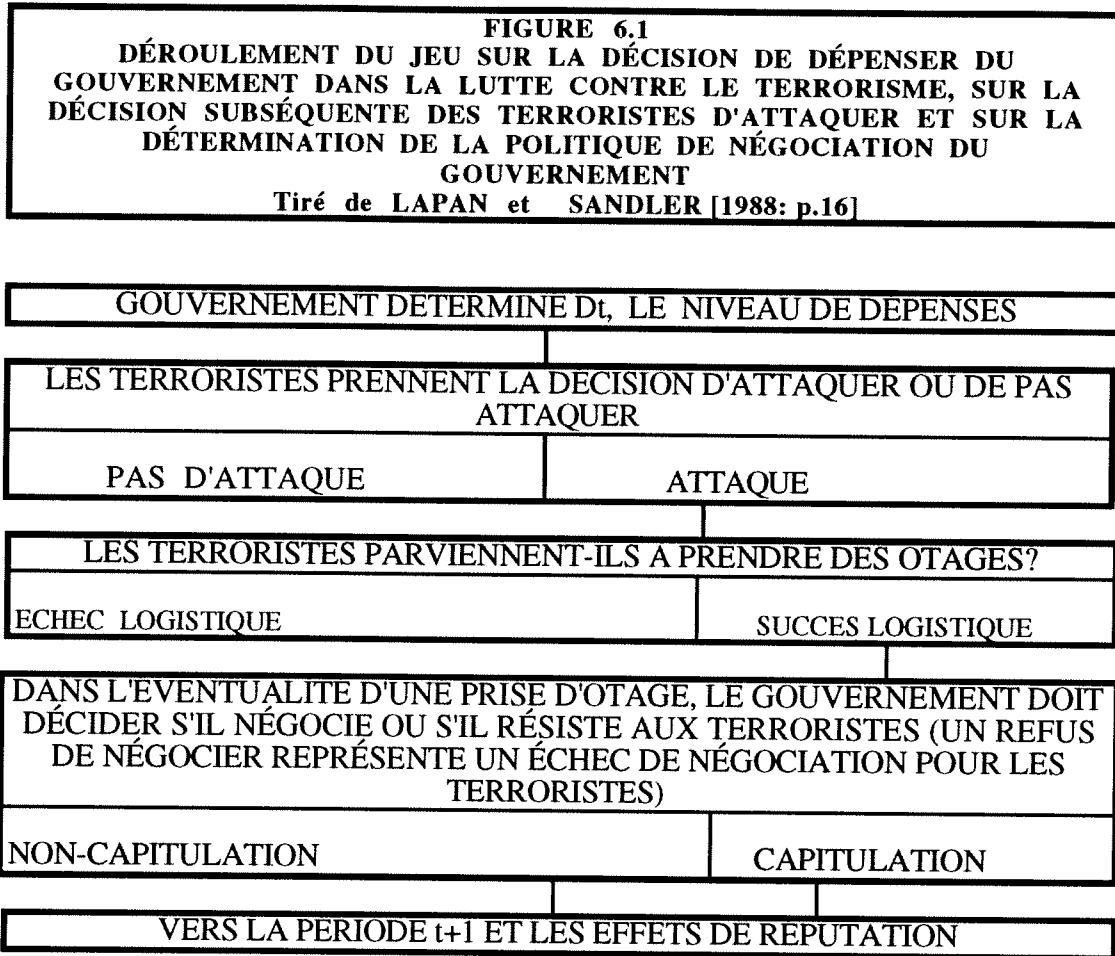 FIGURE 6.1
DÉROULEMENT DU JEU SUR LA DÉCISION DE DÉPENSER DU
GOUVERNEMENT DANS LA LUTTE CONTRE LE TERRORISME, SUR LA
DÉCISION SUBSÉQUENTE DES TERRORISTES D'ATTAQUER ET SUR LA
DÉTERMINATION DE LA POLITIQUE DE NÉGOCIATION DU
GOUVERNEMENT
Tiré de LAPAN et SANDLER [1988: p.16]
GOUVERNEMENT DETERMINE Dt, LE NIVEAU DE DEPENSES
LES TERRORISTES PRENNENT LA DECISION D'ATTAQUER OU DE PAS
ATTAQUER
PAS D'ATTAQUE
ATTAQUE
LES TERRORISTES PARVIENNENT-ILS A PRENDRE DES OTAGES?
ECHEC LOGISTIQUE
SUCCES LOGISTIQUE
DANS L'EVENTUALITE D'UNE PRISE D'OTAGE, LE GOUVERNEMENT DOIT
DÉCIDER S'IL NÉGOCIE OU S'IL RÉSISTE AUX TERRORISTES (UN REFUS
DE NÉGOCIER REPRÉSENTE UN ÉCHEC DE NÉGOCIATION POUR LES
TERRORISTES)
NON-CAPITULATION
CAPITULATION
VERS LA PERIODE t+1 ET LES EFFETS DE REPUTATION